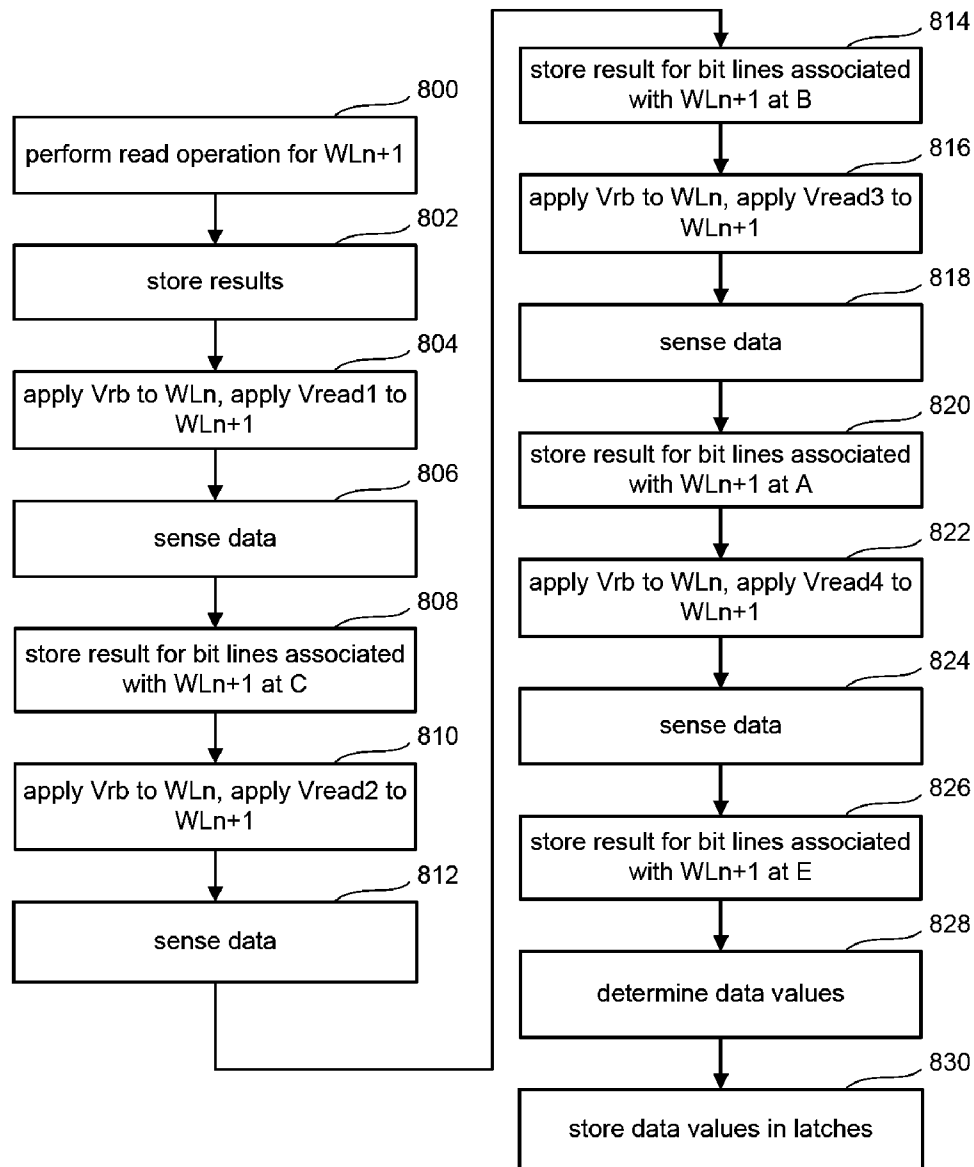 800
perform read operation for WLn+1
802
store results
804
apply Vrb to WLn, apply Vread1 to
WLn+1
806
sense data
808
store result for bit lines associated
with WLn+1 at C
810
apply Vrb to WLn, apply Vread2 to
WLn+1
812
sense data
814
store result for bit lines associated
with WLn+1 at B
816
apply Vrb to WLn, apply Vread3 to
WLn+1
818
sense data
820
store result for bit lines associated
with WLn+1 at A
822
apply Vrb to WLn, apply Vread4 to
WLn+1
824
sense data
826
store result for bit lines associated
with WLn+1 at E
828
determine data values
830
store data values in latches